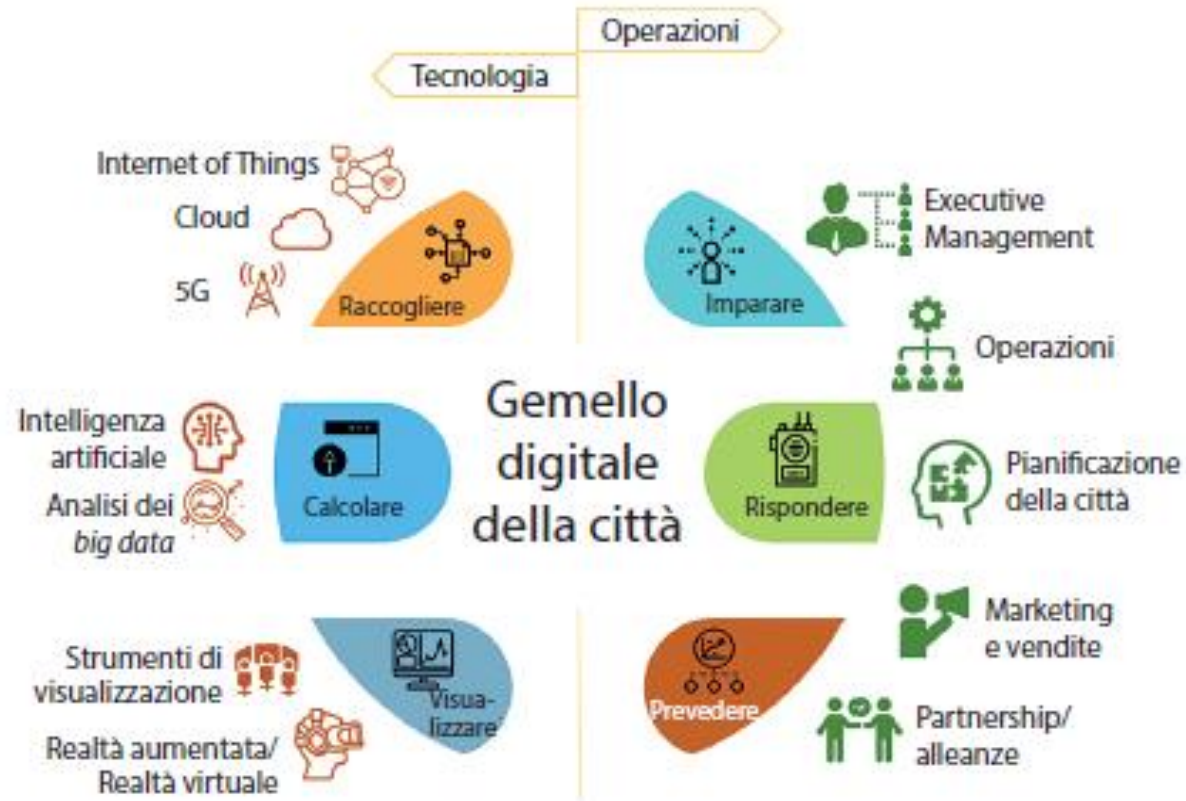 Operazioni
Tecnologia
Internet of Things
Cloud
5G
Raccogliere
Intelligenza
artificiale
Analisi dei
big data
Calcolare
Strumenti di
visualizzazione
Realtà aumentata/
Realtà virtuale
Visua-
lizzare
Gemello
digitale
della città
Imparare
Executive
Management
Operazioni
Rispondere
Pianificazione
della città
Marketing
e vendite
Prevedere
Partnership/
alleanze